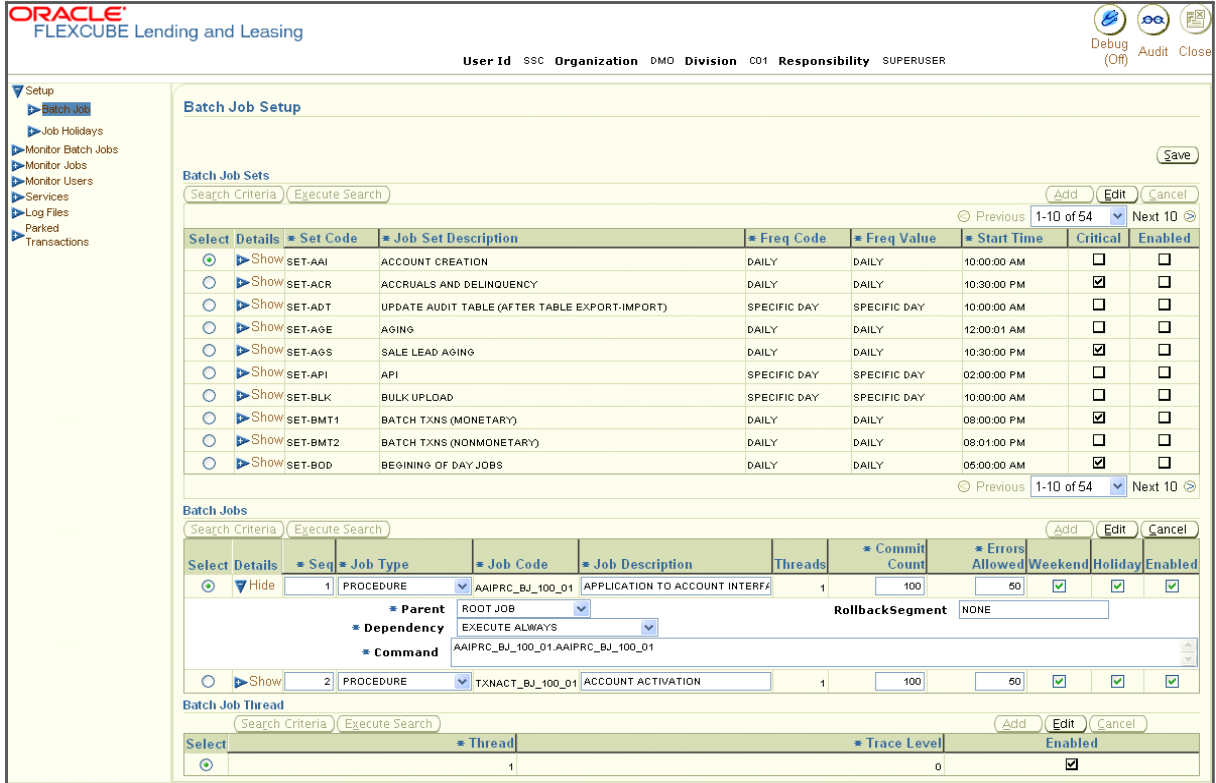 ORACLE
FLEXCUBE Lending and Leasing
Debug (Off)
Audit
Close
User Id SSC Organization DMO Division C01 Responsibility SUPERUSER
Setup
Batch Job
Job Holidays
Monitor Batch Jobs
Monitor Jobs
Monitor Users
Services
Log Files
Parked Transactions
Batch Job Setup
Save
Batch Job Sets
Search Criteria Execute Search Add Edit Cancel
Previous 1-10 of 54 Next 10
Select Details * Set Code * Job Set Description * Freq Code * Freq Value * Start Time Critical Enabled
Show SET-AAI ACCOUNT CREATION DAILY DAILY 10:00:00 AM
Show SET-ACR ACCRUALS AND DELINQUENCY DAILY DAILY 10:30:00 PM
Show SET-ADT UPDATE AUDIT TABLE (AFTER TABLE EXPORT-IMPORT) SPECIFIC DAY SPECIFIC DAY 10:00:00 AM
Show SET-AGE AGING DAILY DAILY 12:00:01 AM
Show SET-AGS SALE LEAD AGING DAILY DAILY 10:30:00 PM
Show SET-API API SPECIFIC DAY SPECIFIC DAY 02:00:00 PM
Show SET-BLK BULK UPLOAD SPECIFIC DAY SPECIFIC DAY 10:00:00 AM
Show SET-BMT1 BATCH TXNS (MONETARY) DAILY DAILY 08:00:00 PM
Show SET-BMT2 BATCH TXNS (NONMONETARY) DAILY DAILY 08:01:00 PM
Show SET-BOD BEGINING OF DAY JOBS DAILY DAILY 05:00:00 AM
Previous 1-10 of 54 Next 10
Batch Jobs
Search Criteria Execute Search Add Edit Cancel
Select Details * Seq * Job Type * Job Code * Job Description Threads * Commit Count * Errors Allowed Weekend Holiday Enabled
Hide 1 PROCEDURE AAIPRC_BJ_100_01 APPLICATION TO ACCOUNT INTERFA 1 100 50
* Parent ROOT JOB RollbackSegment NONE
* Dependency EXECUTE ALWAYS
* Command AAIPRC_BJ_100_01.AAIPRC_BJ_100_01
Show 2 PROCEDURE TXNACT_BJ_100_01 ACCOUNT ACTIVATION 1 100 50
Batch Job Thread
Search Criteria Execute Search Add Edit Cancel
Select * Thread * Trace Level Enabled
1 0